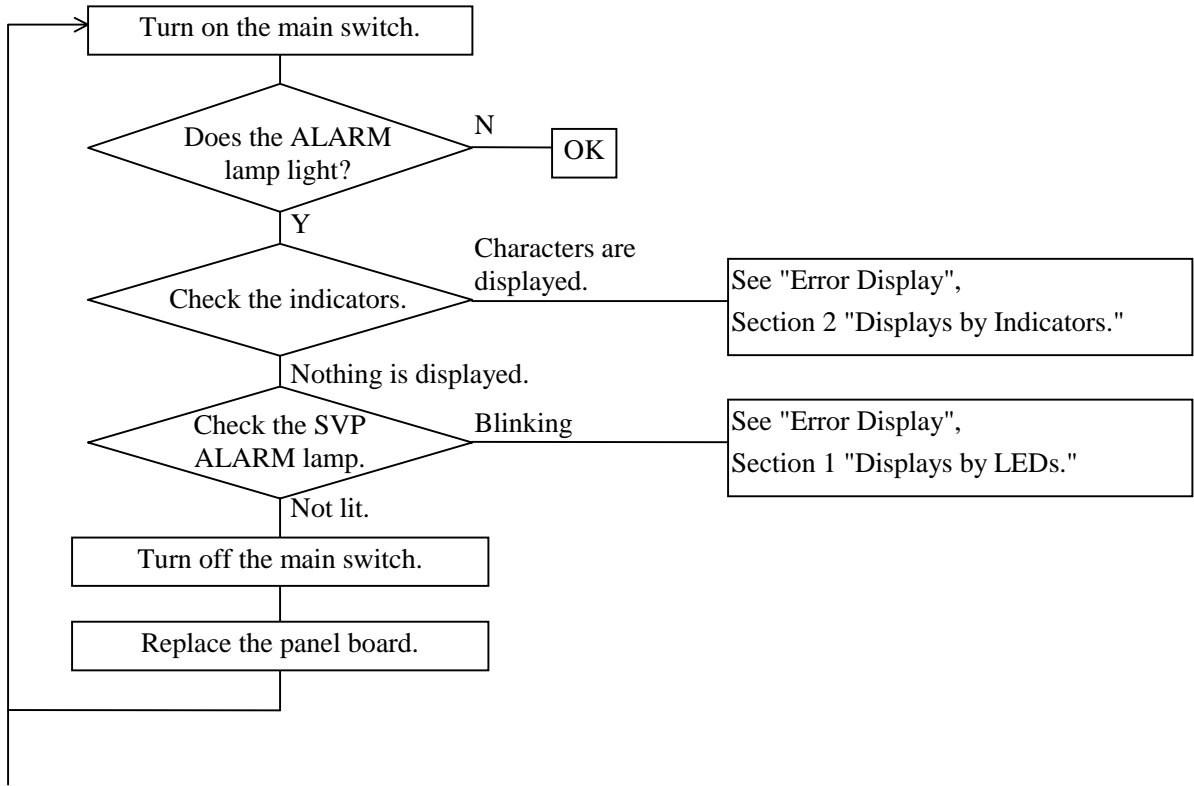 Turn on the main switch.
Does the ALARM
lamp light?
N
OK
Y
Check the indicators.
Characters are
displayed.
See "Error Display",
Section 2 "Displays by Indicators."
Nothing is displayed.
Check the SVP
ALARM lamp.
Blinking
See "Error Display",
Section 1 "Displays by LEDs."
Not lit.
Turn off the main switch.
Replace the panel board.